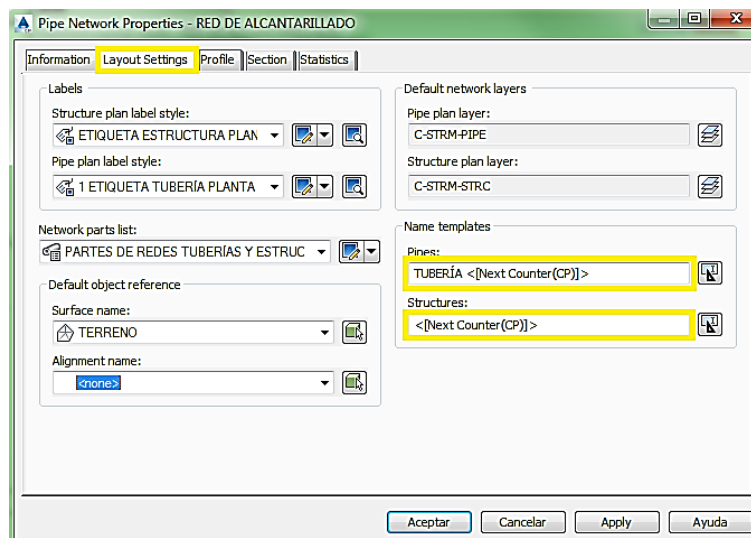 Pipe Network Properties - RED DE ALCANTARILLADO
Information Layout Settings Profile Section Statistics
Labels
Structure plan label style:
ETIQUETA ESTRUCTURA PLAN
Pipe plan label style:
1 ETIQUETA TUBERÍA PLANTA
Network parts list:
PARTES DE REDES TUBERÍAS Y ESTRUC
Default object reference
Surface name:
TERRENO
Alignment name:
<none>
Default network layers
Pipe plan layer:
C-STRM-PIPE
Structure plan layer:
C-STRM-STRC
Name templates
Pipes:
TUBERÍA <[Next Counter(CP)]>
Structures:
<[Next Counter(CP)]>
Aceptar Cancelar Apply Ayuda